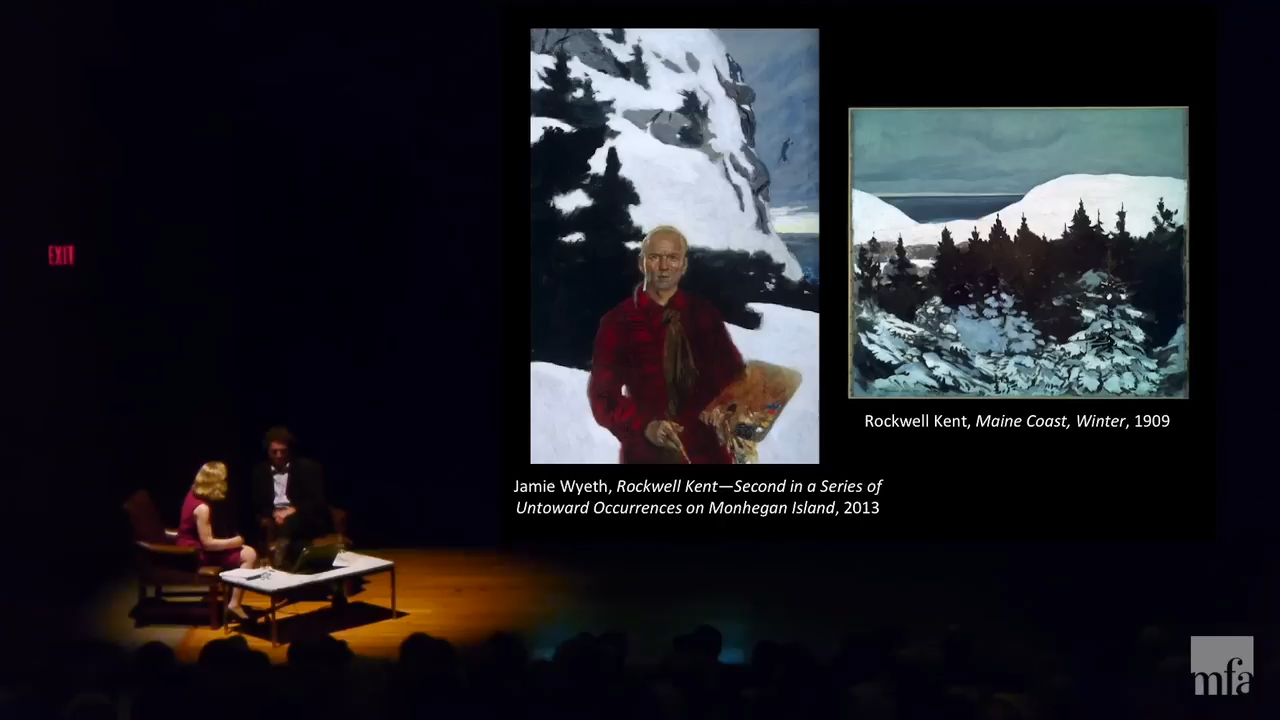 EXIT
Jamie Wyeth, Rockwell Kent—Second in a Series of
Untoward Occurrences on Monhegan Island, 2013
Rockwell Kent, Maine Coast, Winter, 1909
mfa